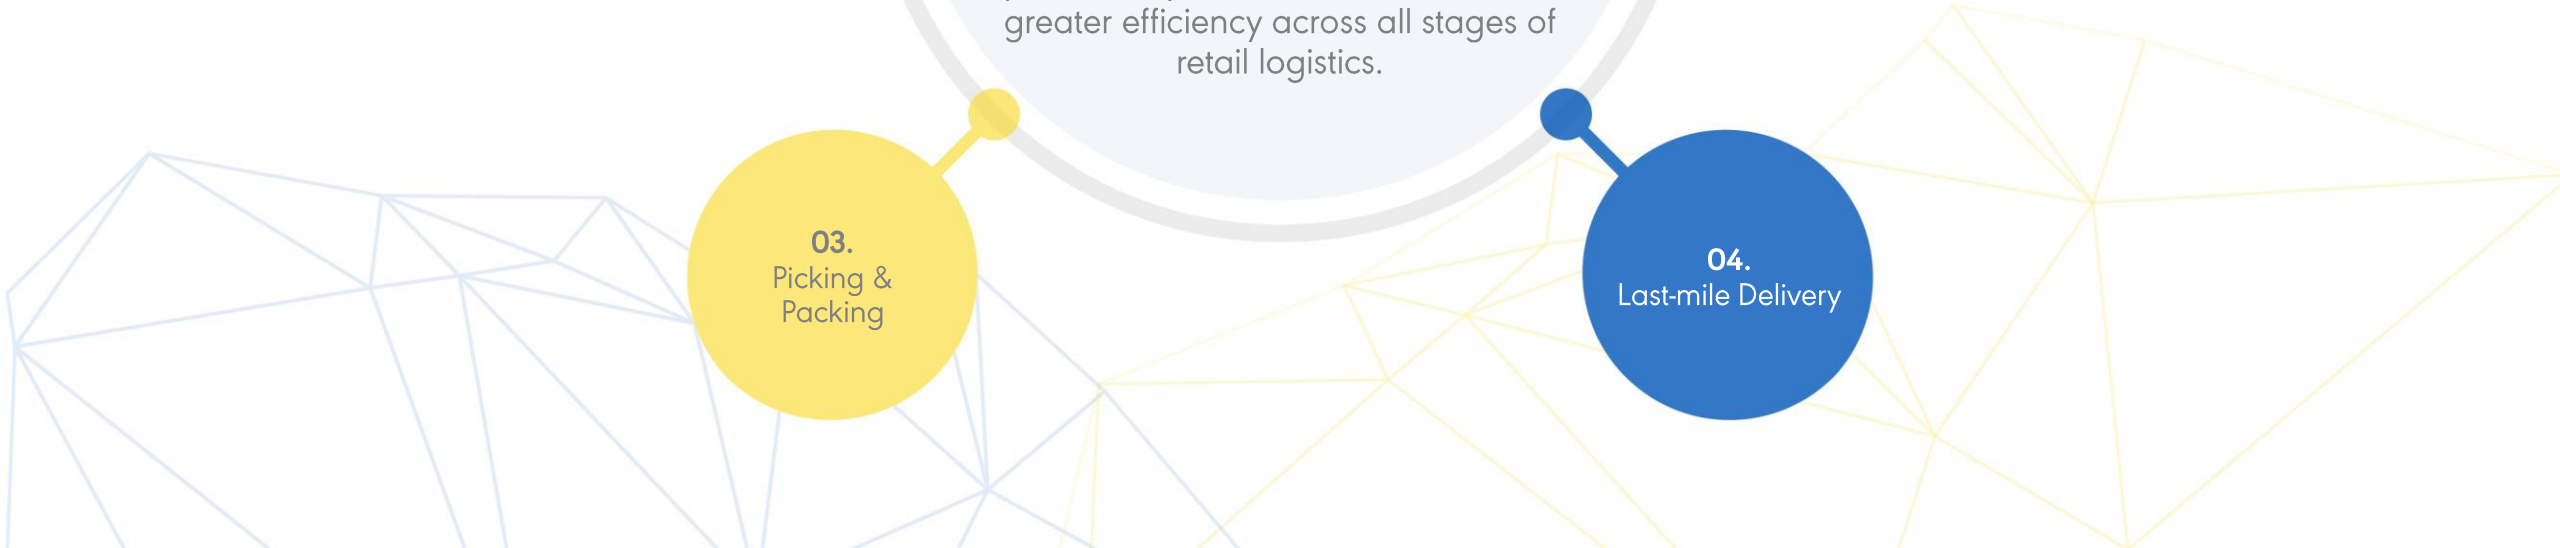 greater efficiency across all stages of
retail logistics.
03.
Picking &
Packing
04.
Last-mile Delivery